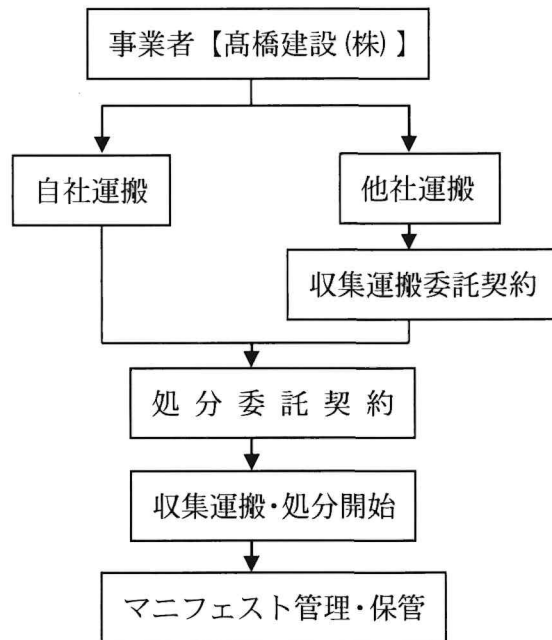 事業者【髙橋建設(株)】
自社運搬
他社運搬
収集運搬委託契約
処分委託契約
収集運搬・処分開始
マニフェスト管理・保管